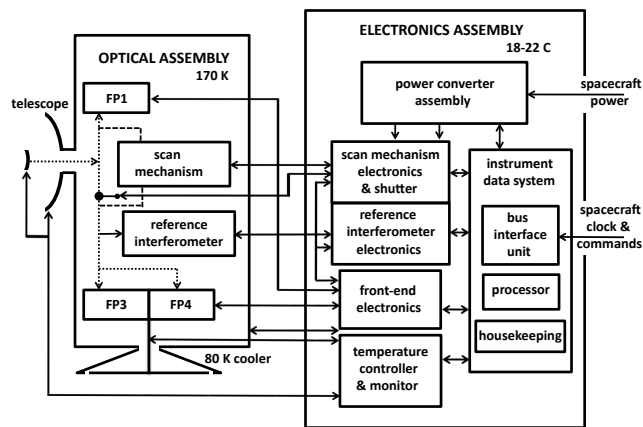 OPTICAL ASSEMBLY
170 K
telescope
FP1
scan
mechanism
reference
interferometer
FP3
FP4
80 K cooler
ELECTRONICS ASSEMBLY
18-22 C
power converter
assembly
spacecraft
power
scan mechanism
electronics
& shutter
reference
interferometer
electronics
front-end
electronics
temperature
controller
& monitor
instrument
data system
bus
interface
unit
spacecraft
clock &
commands
processor
housekeeping